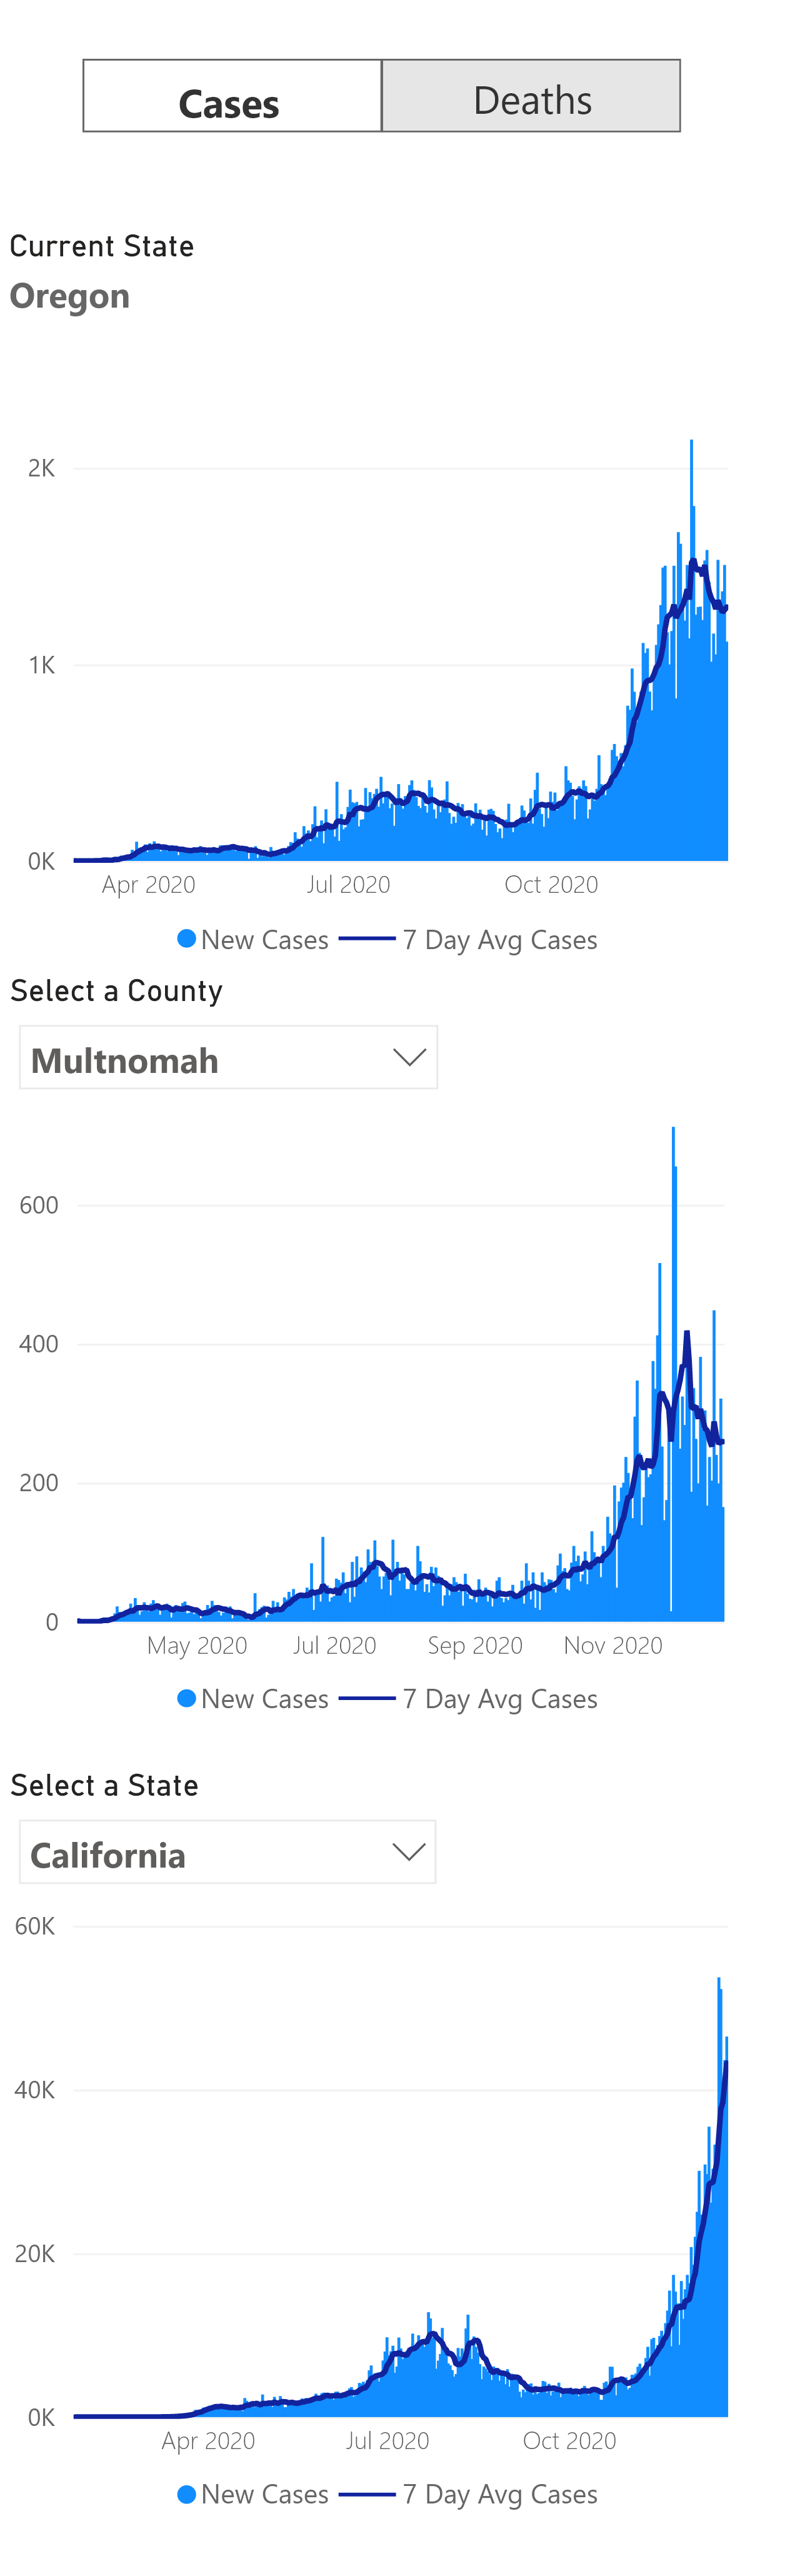 Cases Deaths
Current State
Oregon
2K
1K
0K
Apr 2020 Jul 2020 Oct 2020
New Cases 7 Day Avg Cases
Select a County
Multnomah
600
400
200
0
May 2020 Jul 2020 Sep 2020 Nov 2020
New Cases 7 Day Avg Cases
Select a State
California
60K
40K
20K
0K
Apr 2020 Jul 2020 Oct 2020
New Cases 7 Day Avg Cases